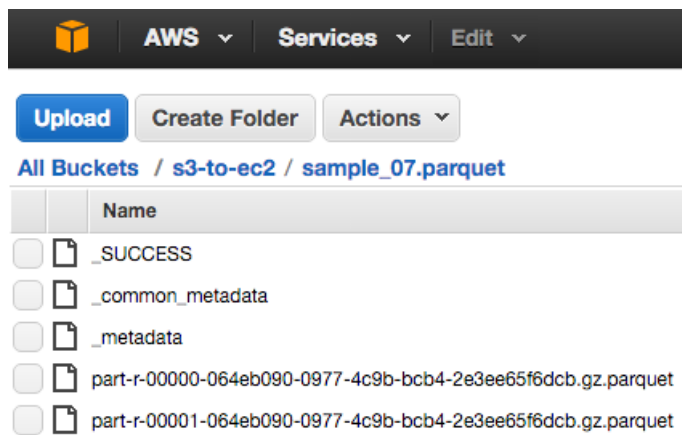 AWS Services Edit
Upload Create Folder Actions
All Buckets / s3-to-ec2 / sample_07.parquet
Name
_SUCCESS
_common_metadata
_metadata
part-r-00000-064eb090-0977-4c9b-bcb4-2e3ee65f6dcb.gz.parquet
part-r-00001-064eb090-0977-4c9b-bcb4-2e3ee65f6dcb.gz.parquet